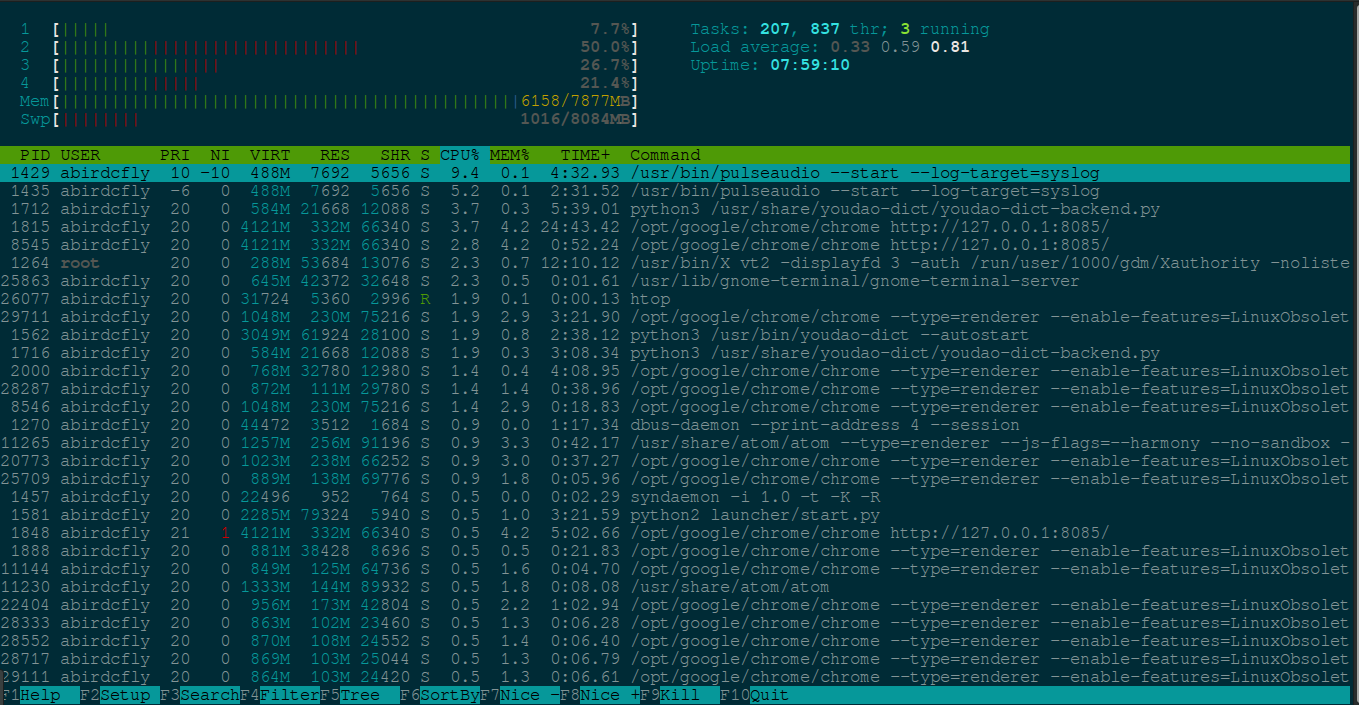 1 [||||| 7.7%] Tasks: 207, 837 thr; 3 running
2 [|||||||||||||||||||||||||||||| 50.0%] Load average: 0.33 0.59 0.81
3 [|||||||||||||||| 26.7%] Uptime: 07:59:10
4 [|||||||||||||| 21.4%]
Mem[||||||||||||||||||||||||||||||||||||||||||||||6158/7877MB]
Swp[|||||||| 1016/8084MB]
PID USER PRI NI VIRT RES SHR S CPU% MEM% TIME+ Command
1429 abirdcfly 10 -10 488M 7692 5656 S 9.4 0.1 4:32.93 /usr/bin/pulseaudio --start --log-target=syslog
1435 abirdcfly -6 0 488M 7692 5656 S 5.2 0.1 2:31.52 /usr/bin/pulseaudio --start --log-target=syslog
1712 abirdcfly 20 0 584M 21668 12088 S 3.7 0.3 5:39.01 python3 /usr/share/youdao-dict/youdao-dict-backend.py
1815 abirdcfly 20 0 4121M 332M 66340 S 3.7 4.2 24:43.42 /opt/google/chrome/chrome http://127.0.0.1:8085/
8545 abirdcfly 20 0 4121M 332M 66340 S 2.8 4.2 0:52.24 /opt/google/chrome/chrome http://127.0.0.1:8085/
1264 root 20 0 288M 53684 13076 S 2.3 0.7 12:10.12 /usr/bin/X vt2 -displayfd 3 -auth /run/user/1000/gdm/Xauthority -noliste
25863 abirdcfly 20 0 645M 42372 32648 S 2.3 0.5 0:01.61 /usr/lib/gnome-terminal/gnome-terminal-server
26077 abirdcfly 20 0 31724 5360 2996 R 1.9 0.1 0:00.13 htop
29711 abirdcfly 20 0 1048M 230M 75216 S 1.9 2.9 3:21.90 /opt/google/chrome/chrome --type=renderer --enable-features=LinuxObsolet
1562 abirdcfly 20 0 3049M 61924 28100 S 1.9 0.8 2:38.12 python3 /usr/bin/youdao-dict --autostart
1716 abirdcfly 20 0 584M 21668 12088 S 1.9 0.3 3:08.34 python3 /usr/share/youdao-dict/youdao-dict-backend.py
2000 abirdcfly 20 0 768M 32780 12980 S 1.4 0.4 4:08.95 /opt/google/chrome/chrome --type=renderer --enable-features=LinuxObsolet
28287 abirdcfly 20 0 872M 111M 29780 S 1.4 1.4 0:38.96 /opt/google/chrome/chrome --type=renderer --enable-features=LinuxObsolet
8546 abirdcfly 20 0 1048M 230M 75216 S 1.4 2.9 0:18.83 /opt/google/chrome/chrome --type=renderer --enable-features=LinuxObsolet
1270 abirdcfly 20 0 44472 3512 1684 S 0.9 0.0 1:17.34 dbus-daemon --print-address 4 --session
11265 abirdcfly 20 0 1257M 256M 91196 S 0.9 3.3 0:42.17 /usr/share/atom/atom --type=renderer --js-flags=--harmony --no-sandbox -
20773 abirdcfly 20 0 1023M 238M 66252 S 0.9 3.0 0:37.27 /opt/google/chrome/chrome --type=renderer --enable-features=LinuxObsolet
25709 abirdcfly 20 0 889M 138M 69776 S 0.9 1.8 0:05.96 /opt/google/chrome/chrome --type=renderer --enable-features=LinuxObsolet
1457 abirdcfly 20 0 22496 952 764 S 0.5 0.0 0:02.29 syndaemon -i 1.0 -t -K -R
1581 abirdcfly 20 0 2285M 79324 5940 S 0.5 1.0 3:21.59 python2 launcher/start.py
1848 abirdcfly 21 1 4121M 332M 66340 S 0.5 4.2 5:02.66 /opt/google/chrome/chrome http://127.0.0.1:8085/
1888 abirdcfly 20 0 881M 38428 8696 S 0.5 0.5 0:21.83 /opt/google/chrome/chrome --type=renderer --enable-features=LinuxObsolet
11144 abirdcfly 20 0 849M 125M 64736 S 0.5 1.6 0:04.70 /opt/google/chrome/chrome --type=renderer --enable-features=LinuxObsolet
11230 abirdcfly 20 0 1333M 144M 89932 S 0.5 1.8 0:08.08 /usr/share/atom/atom
22404 abirdcfly 20 0 956M 173M 42804 S 0.5 2.2 1:02.94 /opt/google/chrome/chrome --type=renderer --enable-features=LinuxObsolet
28333 abirdcfly 20 0 863M 102M 23460 S 0.5 1.3 0:06.28 /opt/google/chrome/chrome --type=renderer --enable-features=LinuxObsolet
28552 abirdcfly 20 0 870M 108M 24552 S 0.5 1.4 0:06.40 /opt/google/chrome/chrome --type=renderer --enable-features=LinuxObsolet
28717 abirdcfly 20 0 869M 103M 25044 S 0.5 1.3 0:06.79 /opt/google/chrome/chrome --type=renderer --enable-features=LinuxObsolet
29111 abirdcfly 20 0 864M 103M 24420 S 0.5 1.3 0:06.61 /opt/google/chrome/chrome --type=renderer --enable-features=LinuxObsolet
F1Help F2Setup F3SearchF4FilterF5Tree F6SortByF7Nice -F8Nice +F9Kill F10Quit